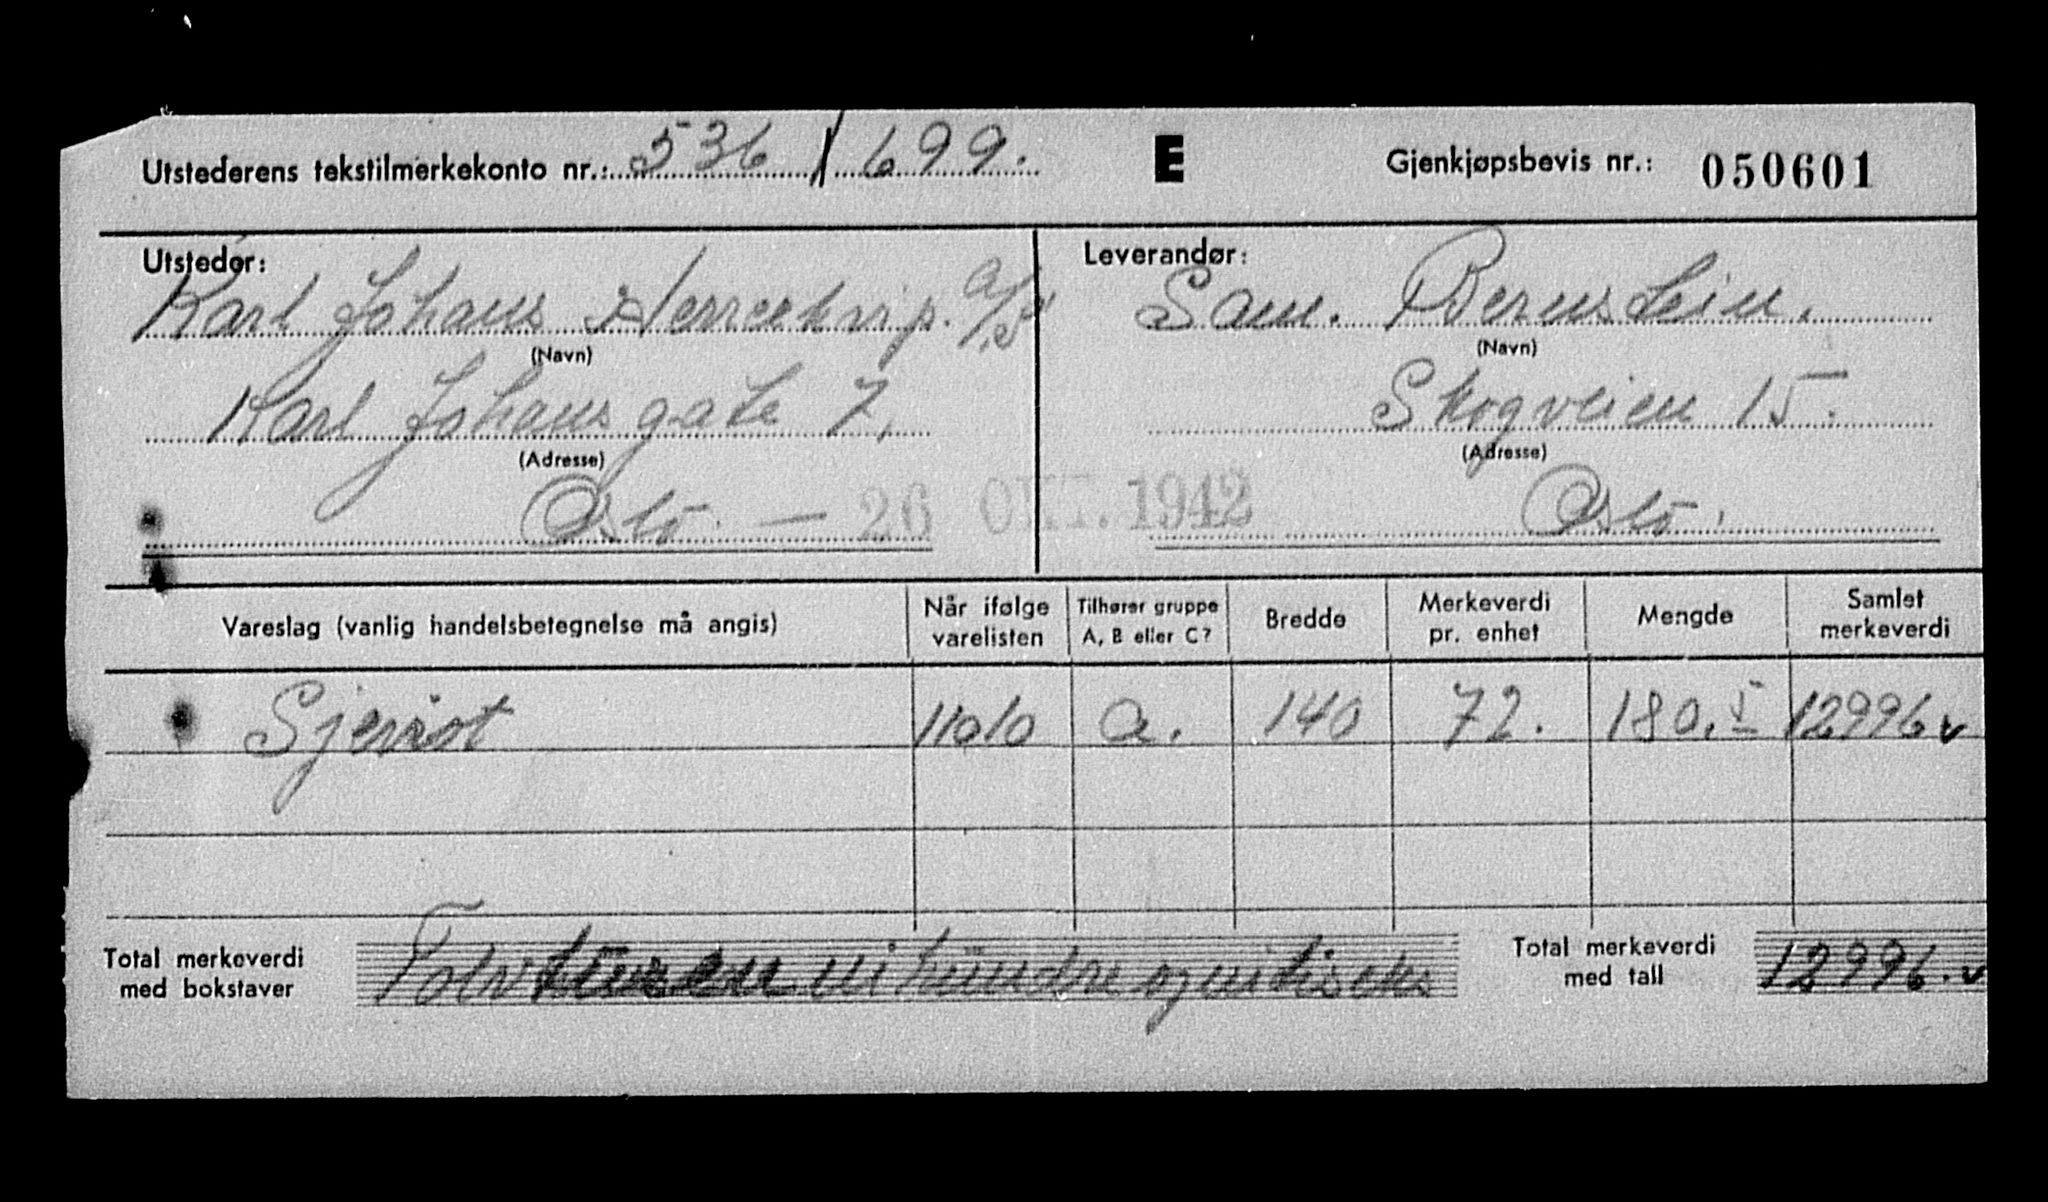 Utstederens tekstilmerkekonto nr.: 536 / 699. E Gjenkjøpsbevis nr.: 050601
Utsteder: Leverandør:
Karl Johans Herreekvip. A/S Sam. Bernstein.
(Navn) (Navn)
Karl Johansgate 7, Skogveien 15.
(Adresse) (Adresse)
Oslo. — 26 OKT. 1942 Oslo.
Vareslag (vanlig handelsbetegnelse må angis) Når ifølge varelisten Tilhører gruppe A, B eller C? Bredde Merkeverdi pr. enhet Mengde Samlet merkeverdi
11010 a. 140 72. 180.5 12996 v
Total merkeverdi med bokstaver Tolvtusen nihundreognittiseks Total merkeverdi med tall 12996. v